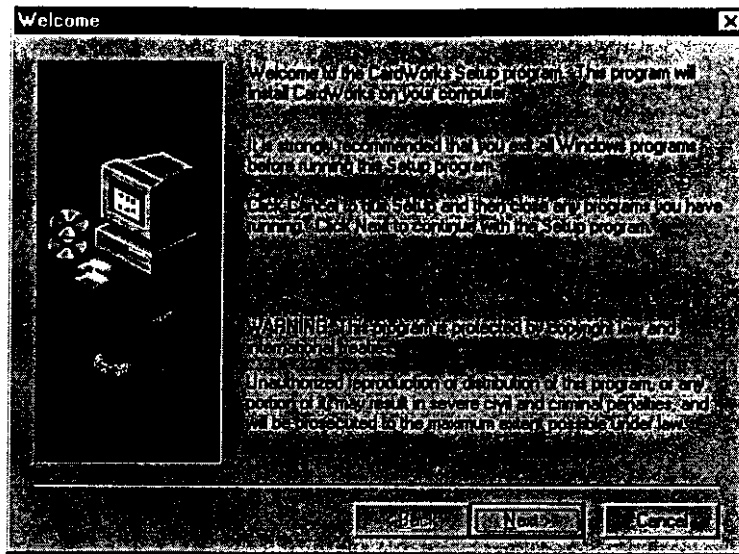 Welcome
Welcome to the CardWorks Setup program. This program will
install CardWorks on your computer.
It is strongly recommended that you exit all Windows programs
before running this Setup program.
Click Cancel to quit Setup and then close any programs you have
running. Click Next to continue with the Setup program.
WARNING: This program is protected by copyright law and
international treaties.
Unauthorized reproduction or distribution of this program, or any
portion of it, may result in severe civil and criminal penalties, and
will be prosecuted to the maximum extent possible under law.
< Back
Next >
Cancel